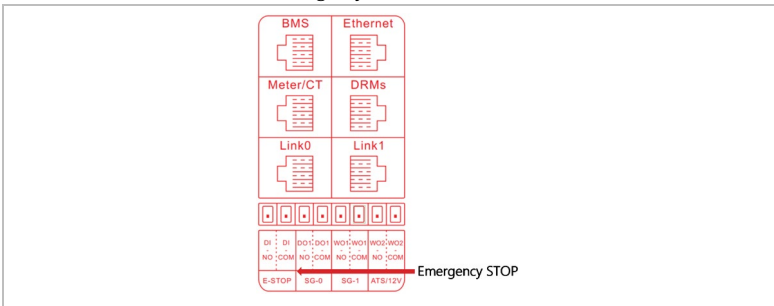 BMS Ethernet
Meter/CT DRMs
Link0 Link1
DI DI DO1 DO1 WO1 WO1 WO2 WO2
- - - - - - - -
NO COM NO COM NO COM NO COM
E-STOP SG-0 SG-1 ATS/12V
Emergency STOP